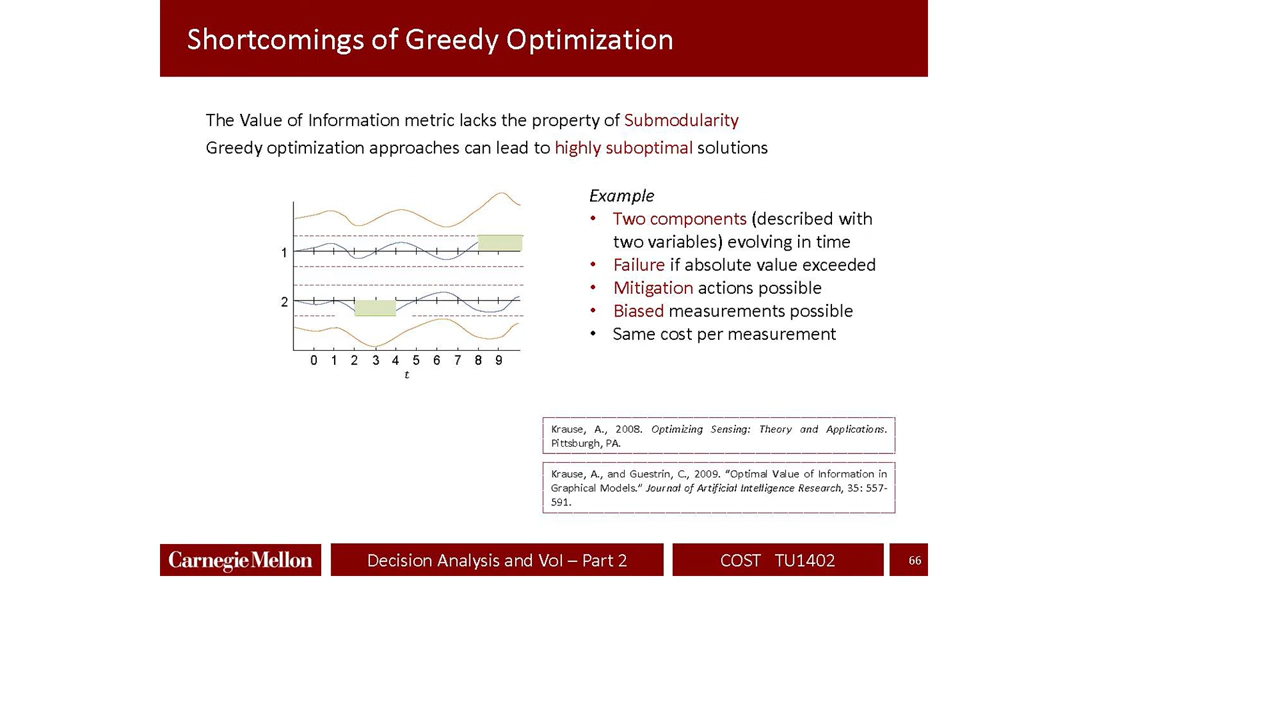 Shortcomings of Greedy Optimization
The Value of Information metric lacks the property of Submodularity
Greedy optimization approaches can lead to highly suboptimal solutions
1
2
0 1 2 3 4 5 6 7 8 9
t
Example
• Two components (described with
two variables) evolving in time
• Failure if absolute value exceeded
• Mitigation actions possible
• Biased measurements possible
• Same cost per measurement
Krause, A., 2008. Optimizing Sensing: Theory and Applications.
Pittsburgh, PA.
Krause, A., and Guestrin, C., 2009. “Optimal Value of Information in
Graphical Models.” Journal of Artificial Intelligence Research, 35: 557-
591.
Carnegie Mellon
Decision Analysis and VoI – Part 2
COST TU1402
66